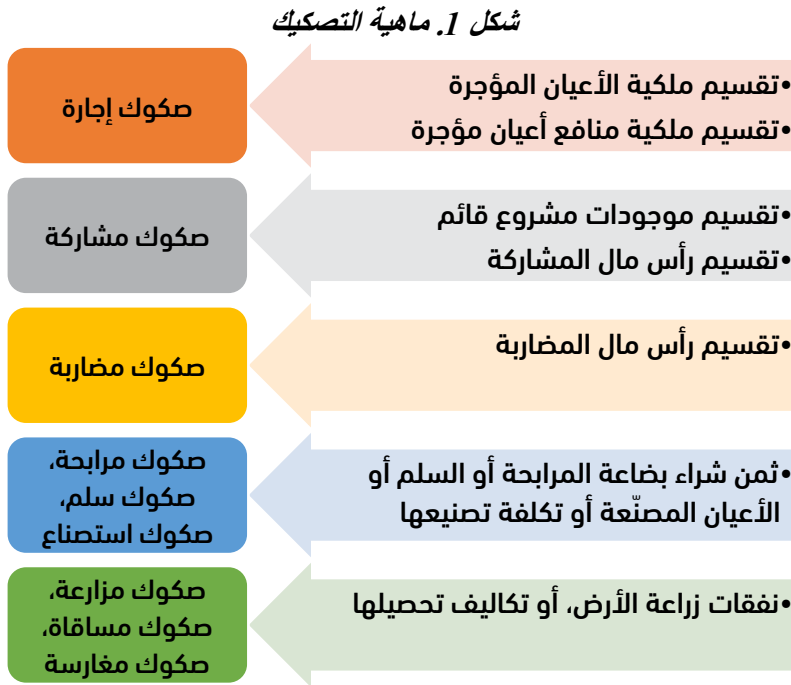 شكل 1. ماهية التصكيك
•تقسيم ملكية الأعيان المؤجرة
•تقسيم ملكية منافع أعيان مؤجرة
صكوك إجارة
•تقسيم موجودات مشروع قائم
•تقسيم رأس مال المشاركة
صكوك مشاركة
•تقسيم رأس مال المضاربة
صكوك مضاربة
•ثمن شراء بضاعة المرابحة أو السلم أو
الأعيان المصنّعة أو تكلفة تصنيعها
صكوك مرابحة،
صكوك سلم،
صكوك استصناع
•نفقات زراعة الأرض، أو تكاليف تحصيلها
صكوك مزارعة،
صكوك مساقاة،
صكوك مغارسة